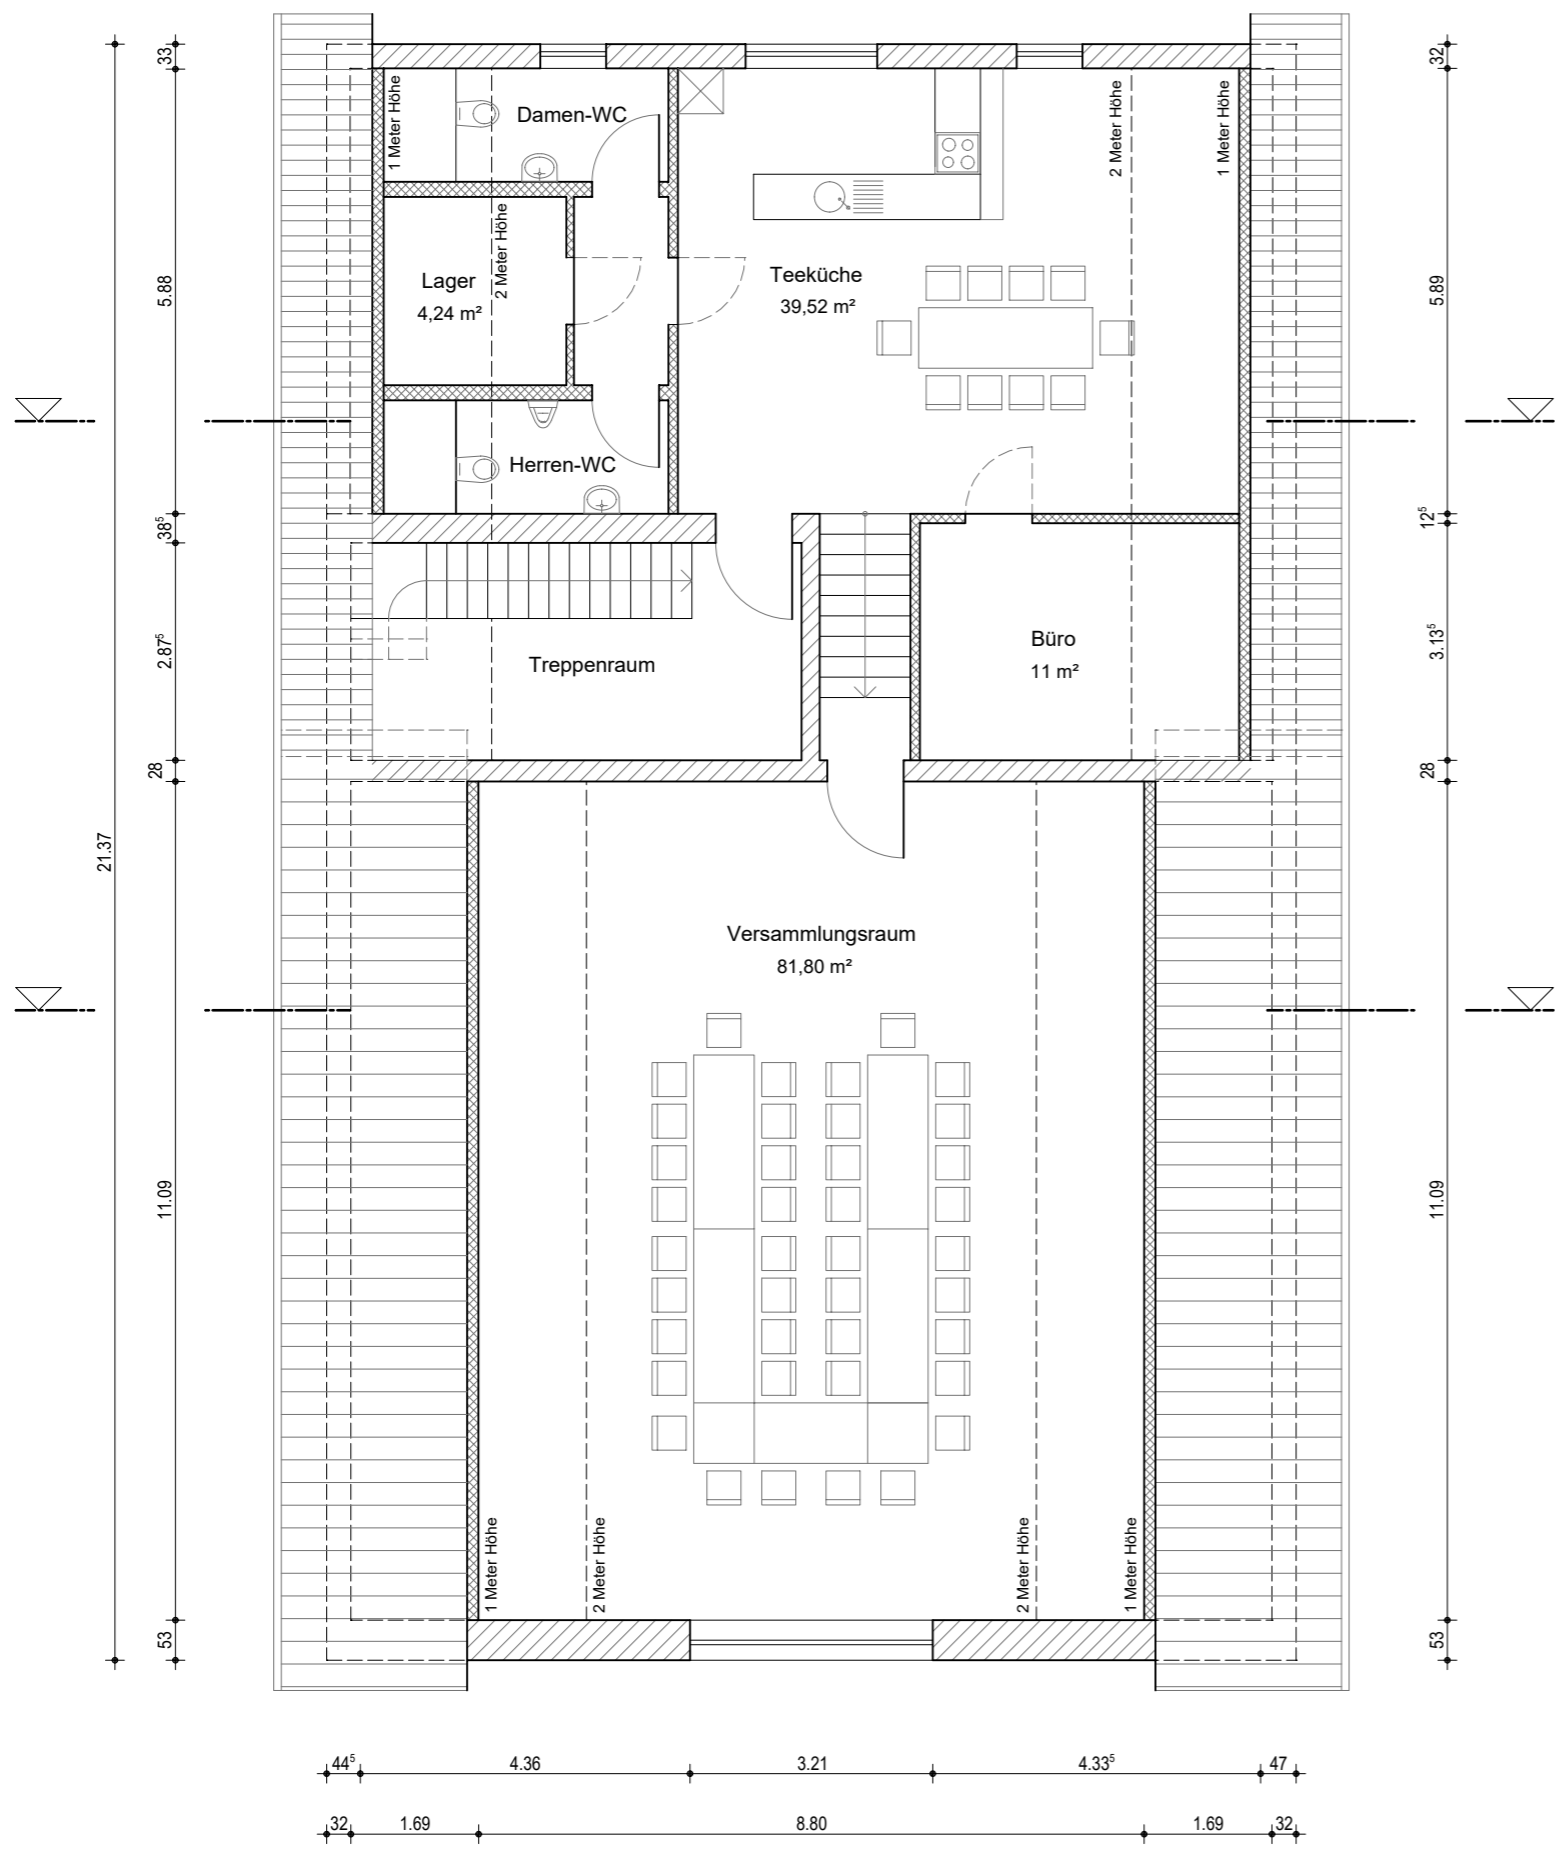 33
32
1 Meter Höhe
Damen-WC
2 Meter Höhe
1 Meter Höhe
2 Meter Höhe
Lager
4,24 m²
Teeküche
39,52 m²
5.88
5.89
Herren-WC
38⁵
12⁵
2.87⁵
Treppenraum
Büro
11 m²
3.13⁵
28
28
21.37
Versammlungsraum
81,80 m²
11.09
11.09
1 Meter Höhe
2 Meter Höhe
2 Meter Höhe
1 Meter Höhe
53
53
44⁵ 4.36 3.21 4.33⁵ 47
32 1.69 8.80 1.69 32